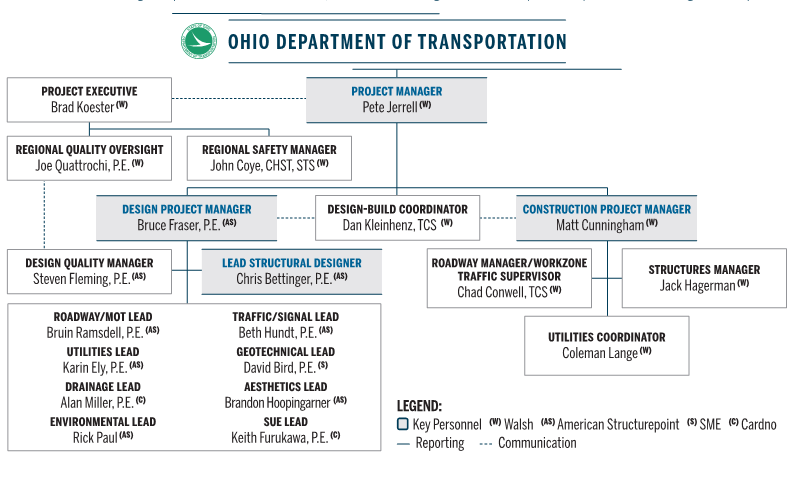 OHIO DEPARTMENT OF TRANSPORTATION
PROJECT EXECUTIVE
Brad Koester (W)
PROJECT MANAGER
Pete Jerrell (W)
REGIONAL QUALITY OVERSIGHT
Joe Quattrochi, P.E. (W)
REGIONAL SAFETY MANAGER
John Coye, CHST, STS (W)
DESIGN PROJECT MANAGER
Bruce Fraser, P.E. (AS)
DESIGN-BUILD COORDINATOR
Dan Kleinhenz, TCS (W)
CONSTRUCTION PROJECT MANAGER
Matt Cunningham (W)
DESIGN QUALITY MANAGER
Steven Fleming, P.E. (AS)
LEAD STRUCTURAL DESIGNER
Chris Bettinger, P.E. (AS)
ROADWAY MANAGER/WORKZONE
TRAFFIC SUPERVISOR
Chad Conwell, TCS (W)
STRUCTURES MANAGER
Jack Hagerman (W)
UTILITIES COORDINATOR
Coleman Lange (W)
ROADWAY/MOT LEAD
Bruin Ramsdell, P.E. (AS)
UTILITIES LEAD
Karin Ely, P.E. (AS)
DRAINAGE LEAD
Alan Miller, P.E. (C)
ENVIRONMENTAL LEAD
Rick Paul (AS)
TRAFFIC/SIGNAL LEAD
Beth Hundt, P.E. (AS)
GEOTECHNICAL LEAD
David Bird, P.E. (S)
AESTHETICS LEAD
Brandon Hoopingarner (AS)
SUE LEAD
Keith Furukawa, P.E. (C)
LEGEND:
Key Personnel (W) Walsh (AS) American Structurepoint (S) SME (C) Cardno
Reporting Communication